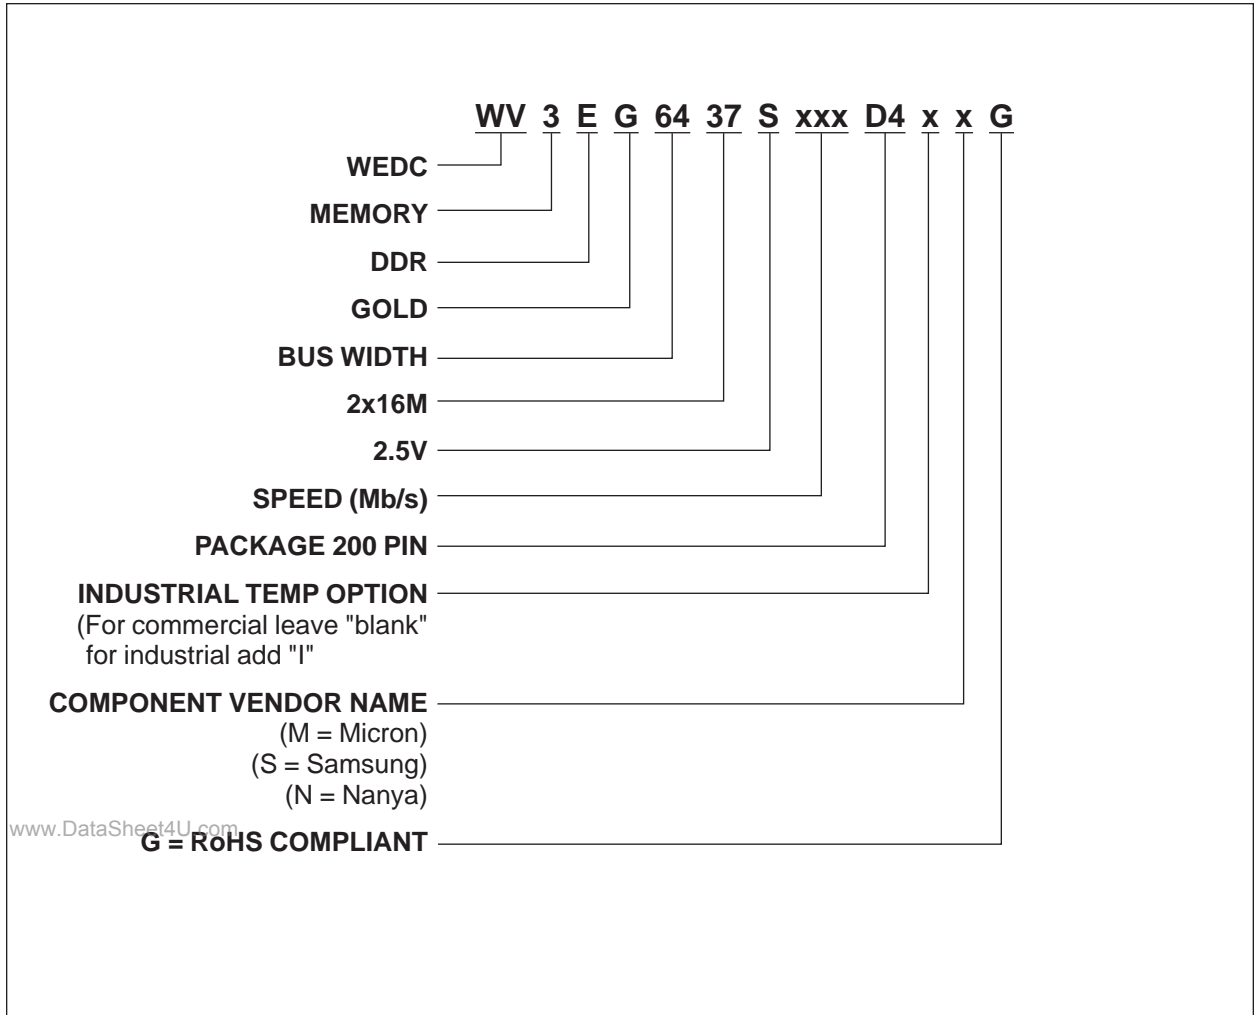 WV 3 E G 64 37 S xxx D4 x x G
WEDC
MEMORY
DDR
GOLD
BUS WIDTH
2x16M
2.5V
SPEED (Mb/s)
PACKAGE 200 PIN
INDUSTRIAL TEMP OPTION
(For commercial leave "blank"
for industrial add "I"
COMPONENT VENDOR NAME
(M = Micron)
(S = Samsung)
(N = Nanya)
www.DataSheet4U.com
G = RoHS COMPLIANT